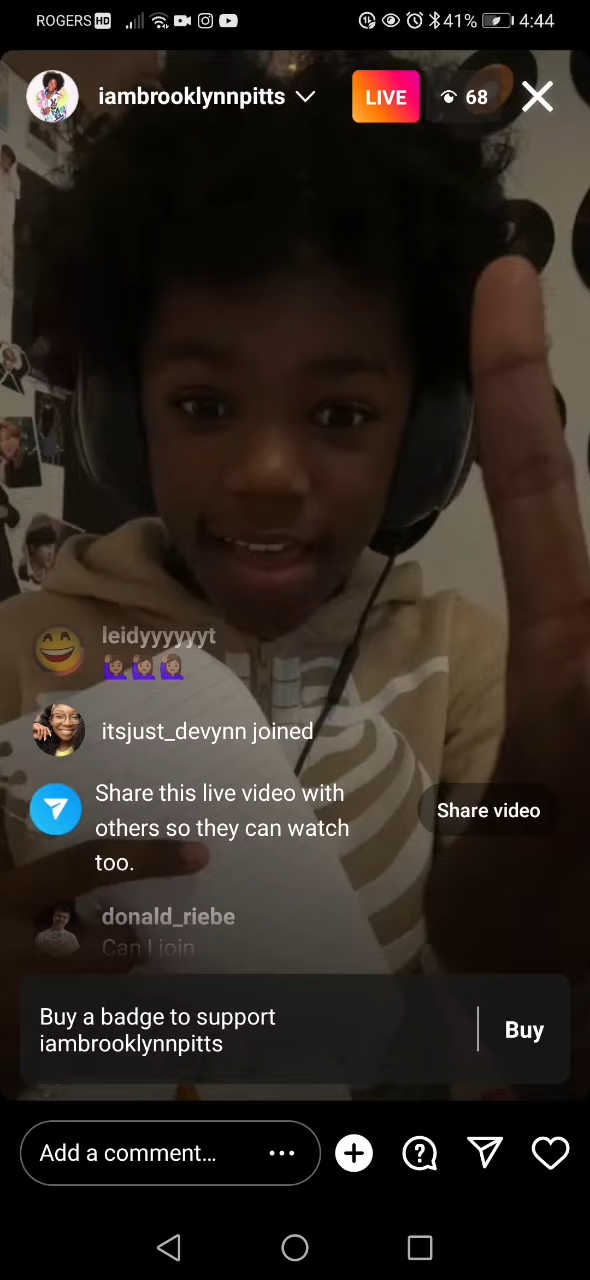 ROGERS HD
41% 4:44
iambrooklynnpitts LIVE 68
leidyyyyyyt
itsjust_devynn joined
Share this live video with
others so they can watch
too.
Share video
donald_riebe
Can I join
Buy a badge to support
iambrooklynnpitts
Buy
Add a comment...